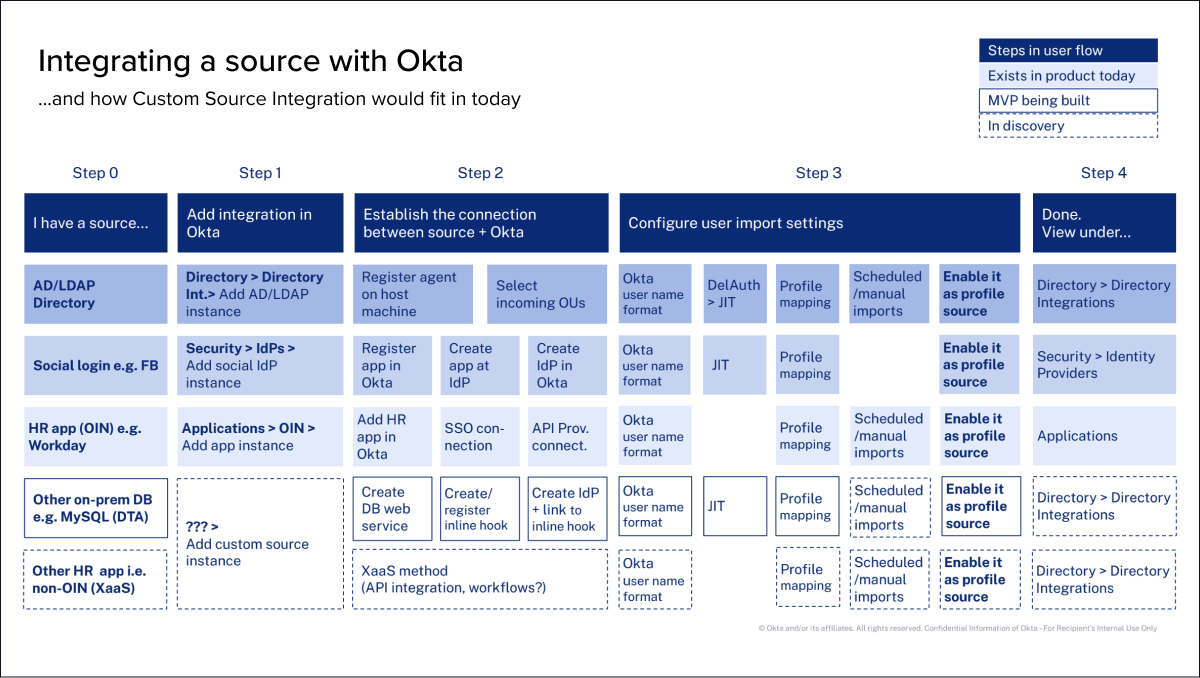 Integrating a source with Okta
...and how Custom Source Integration would fit in today
Steps in user flow
Exists in product today
MVP being built
In discovery
Step 0
Step 1
Step 2
Step 3
Step 4
I have a source...
Add integration in
Okta
Establish the connection
between source + Okta
Configure user import settings
Done.
View under...
AD/LDAP
Directory
Directory > Directory
Int.> Add AD/LDAP
instance
Register agent
on host
machine
Select
incoming OUs
Okta
user name
format
DelAuth
> JIT
Profile
mapping
Scheduled
/manual
imports
Enable it
as profile
source
Directory > Directory
Integrations
Social login e.g. FB
Security > IdPs >
Add social IdP
instance
Register
app in
Okta
Create
app at
IdP
Create
IdP in
Okta
Okta
user name
format
JIT
Profile
mapping
Enable it
as profile
source
Security > Identity
Providers
HR app (OIN) e.g.
Workday
Applications > OIN >
Add app instance
Add HR
app in
Okta
SSO con-
nection
API Prov.
connect.
Okta
user name
format
Profile
mapping
Scheduled
/manual
imports
Enable it
as profile
source
Applications
Other on-prem DB
e.g. MySQL (DTA)
??? >
Add custom source
instance
Create
DB web
service
Create/
register
inline hook
Create IdP
+ link to
inline hook
Okta
user name
format
JIT
Profile
mapping
Scheduled
/manual
imports
Enable it
as profile
source
Directory > Directory
Integrations
Other HR app i.e.
non-OIN (XaaS)
XaaS method
(API integration, workflows?)
Okta
user name
format
Profile
mapping
Scheduled
/manual
imports
Enable it
as profile
source
Directory > Directory
Integrations
© Okta and/or its affiliates. All rights reserved. Confidential Information of Okta – For Recipient's Internal Use Only